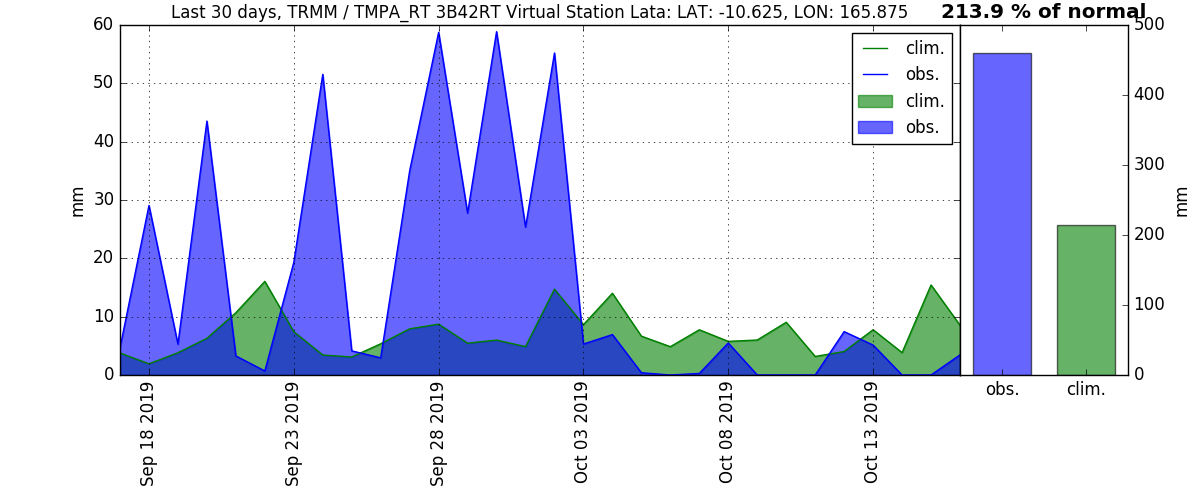 Last 30 days, TRMM / TMPA_RT 3B42RT Virtual Station Lata: LAT: -10.625, LON: 165.875
213.9 % of normal
60
50
40
30
20
10
0
mm
clim.
obs.
clim.
obs.
Sep 18 2019
Sep 23 2019
Sep 28 2019
Oct 03 2019
Oct 08 2019
Oct 13 2019
500
400
300
200
100
0
mm
obs.
clim.